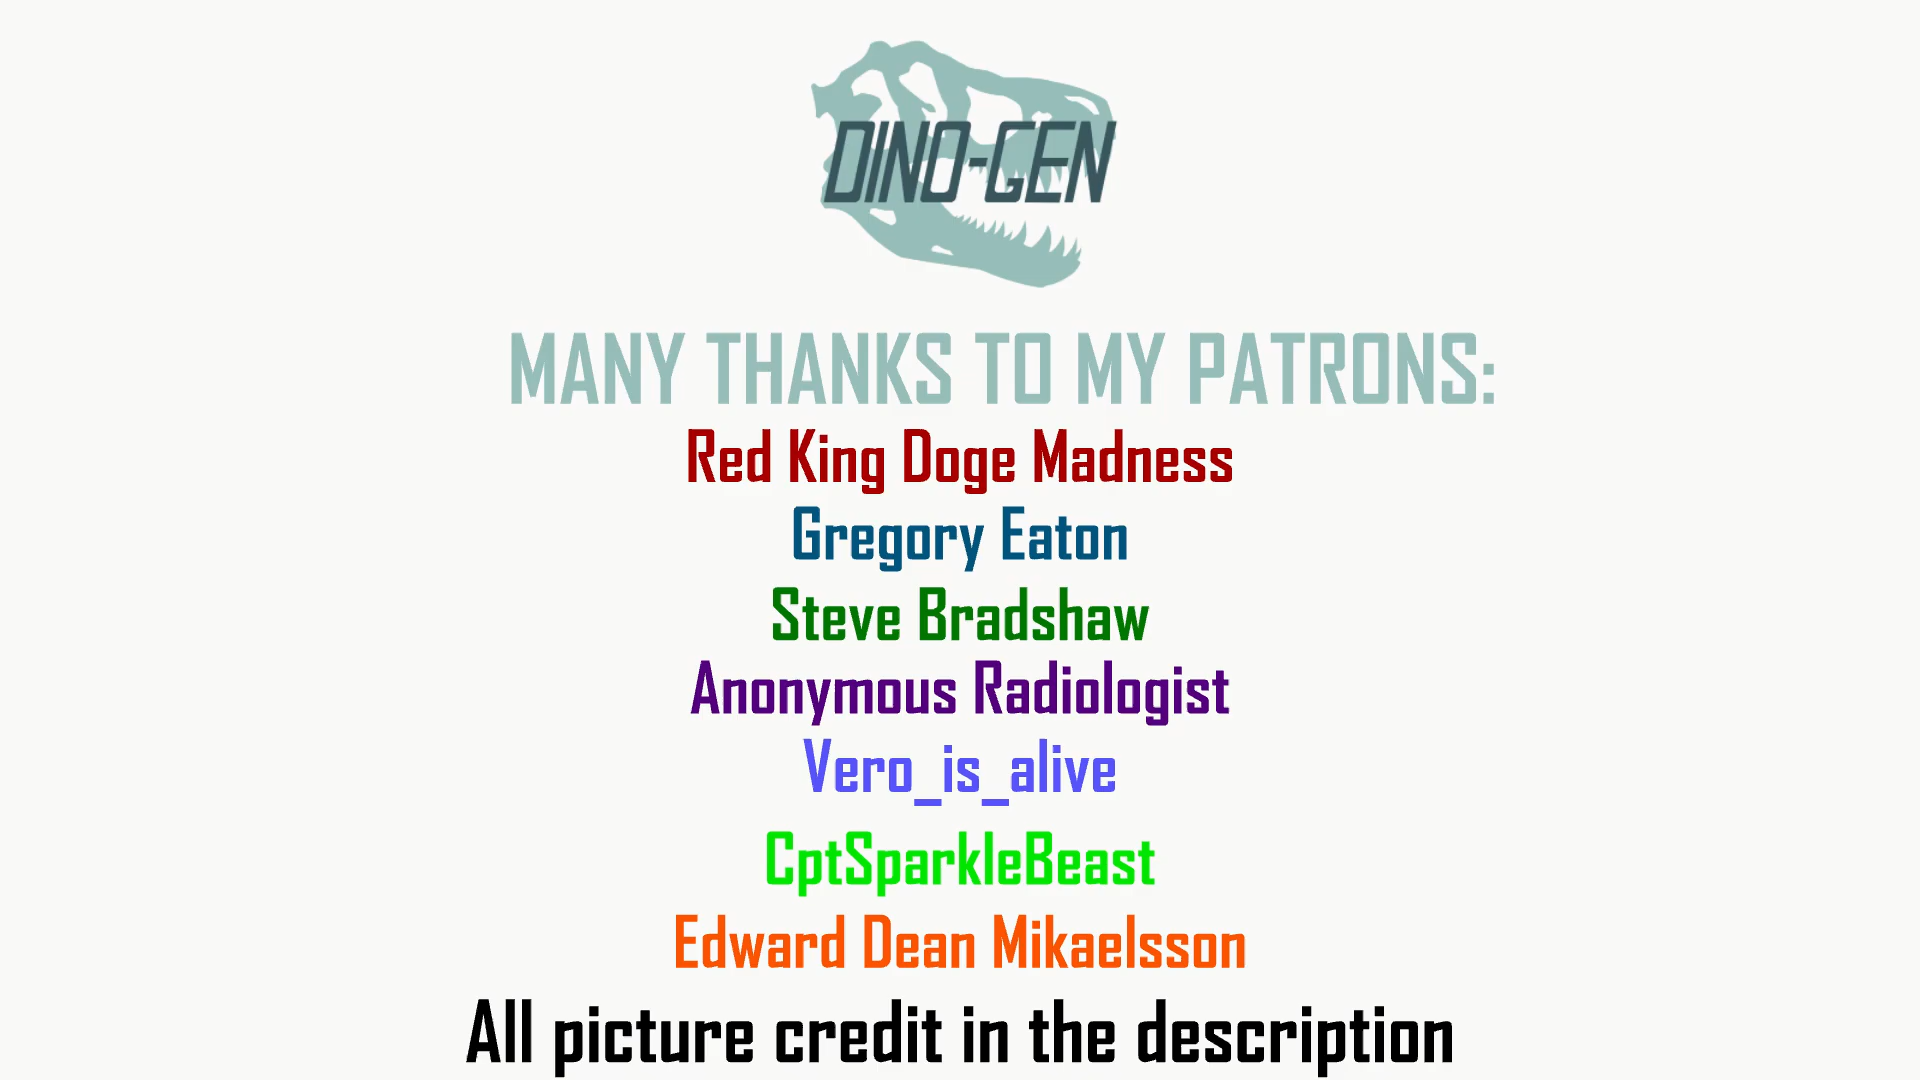 DINO-GEN
MANY THANKS TO MY PATRONS:
Red King Doge Madness
Gregory Eaton
Steve Bradshaw
Anonymous Radiologist
Vero_is_alive
CptSparkleBeast
Edward Dean Mikaelsson
All picture credit in the description